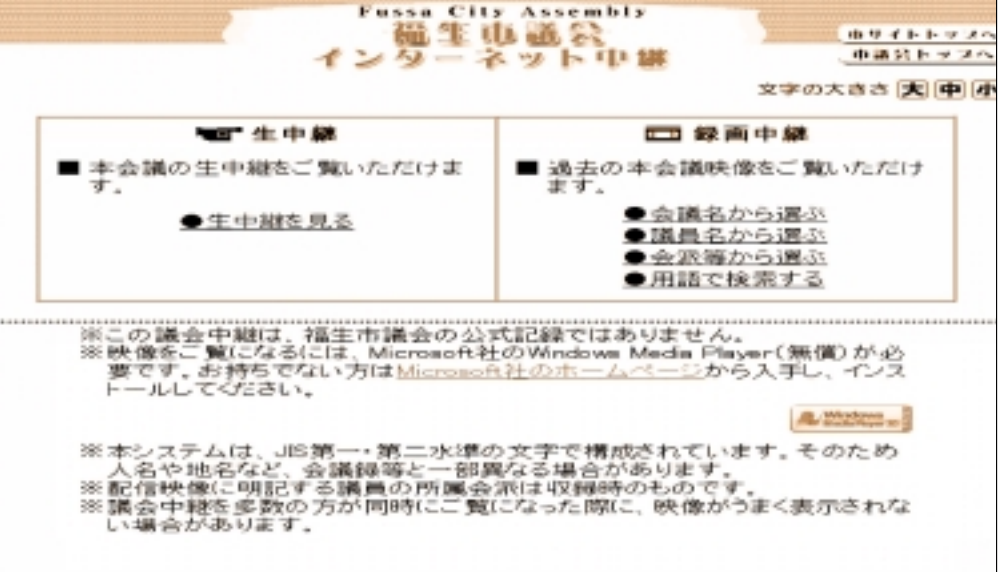 Fussa City Assembly
福生市議会
インターネット中継
市サイトトップへ
市議会トップへ
文字の大きさ 大 中 小
生中継
■ 本会議の生中継をご覧いただけま
す。
●生中継を見る
録画中継
■ 過去の本会議映像をご覧いただけ
ます。
●会議名から選ぶ
●議員名から選ぶ
●会派等から選ぶ
●用語で検索する
※この議会中継は、福生市議会の公式記録ではありません。
※映像をご覧になるには、Microsoft社のWindows Media Player(無償)が必
要です。お持ちでない方はMicrosoft社のホームページから入手し、インス
トールしてください。
Windows
Media Player
※本システムは、JIS第一・第二水準の文字で構成されています。そのため
人名や地名など、会議録等と一部異なる場合があります。
※配信映像に明記する議員の所属会派は収録時のものです。
※議会中継を多数の方が同時にご覧になった際に、映像がうまく表示されな
い場合があります。